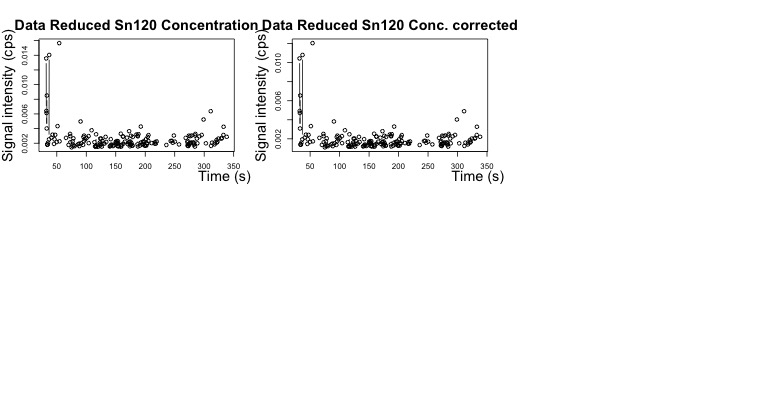 Data Reduced Sn120 Concentration
Signal intensity (cps)
0.014
0.010
0.006
0.002
50 100 150 200 250 300 350
Time (s)
Data Reduced Sn120 Conc. corrected
Signal intensity (cps)
0.010
0.006
0.002
50 100 150 200 250 300 350
Time (s)